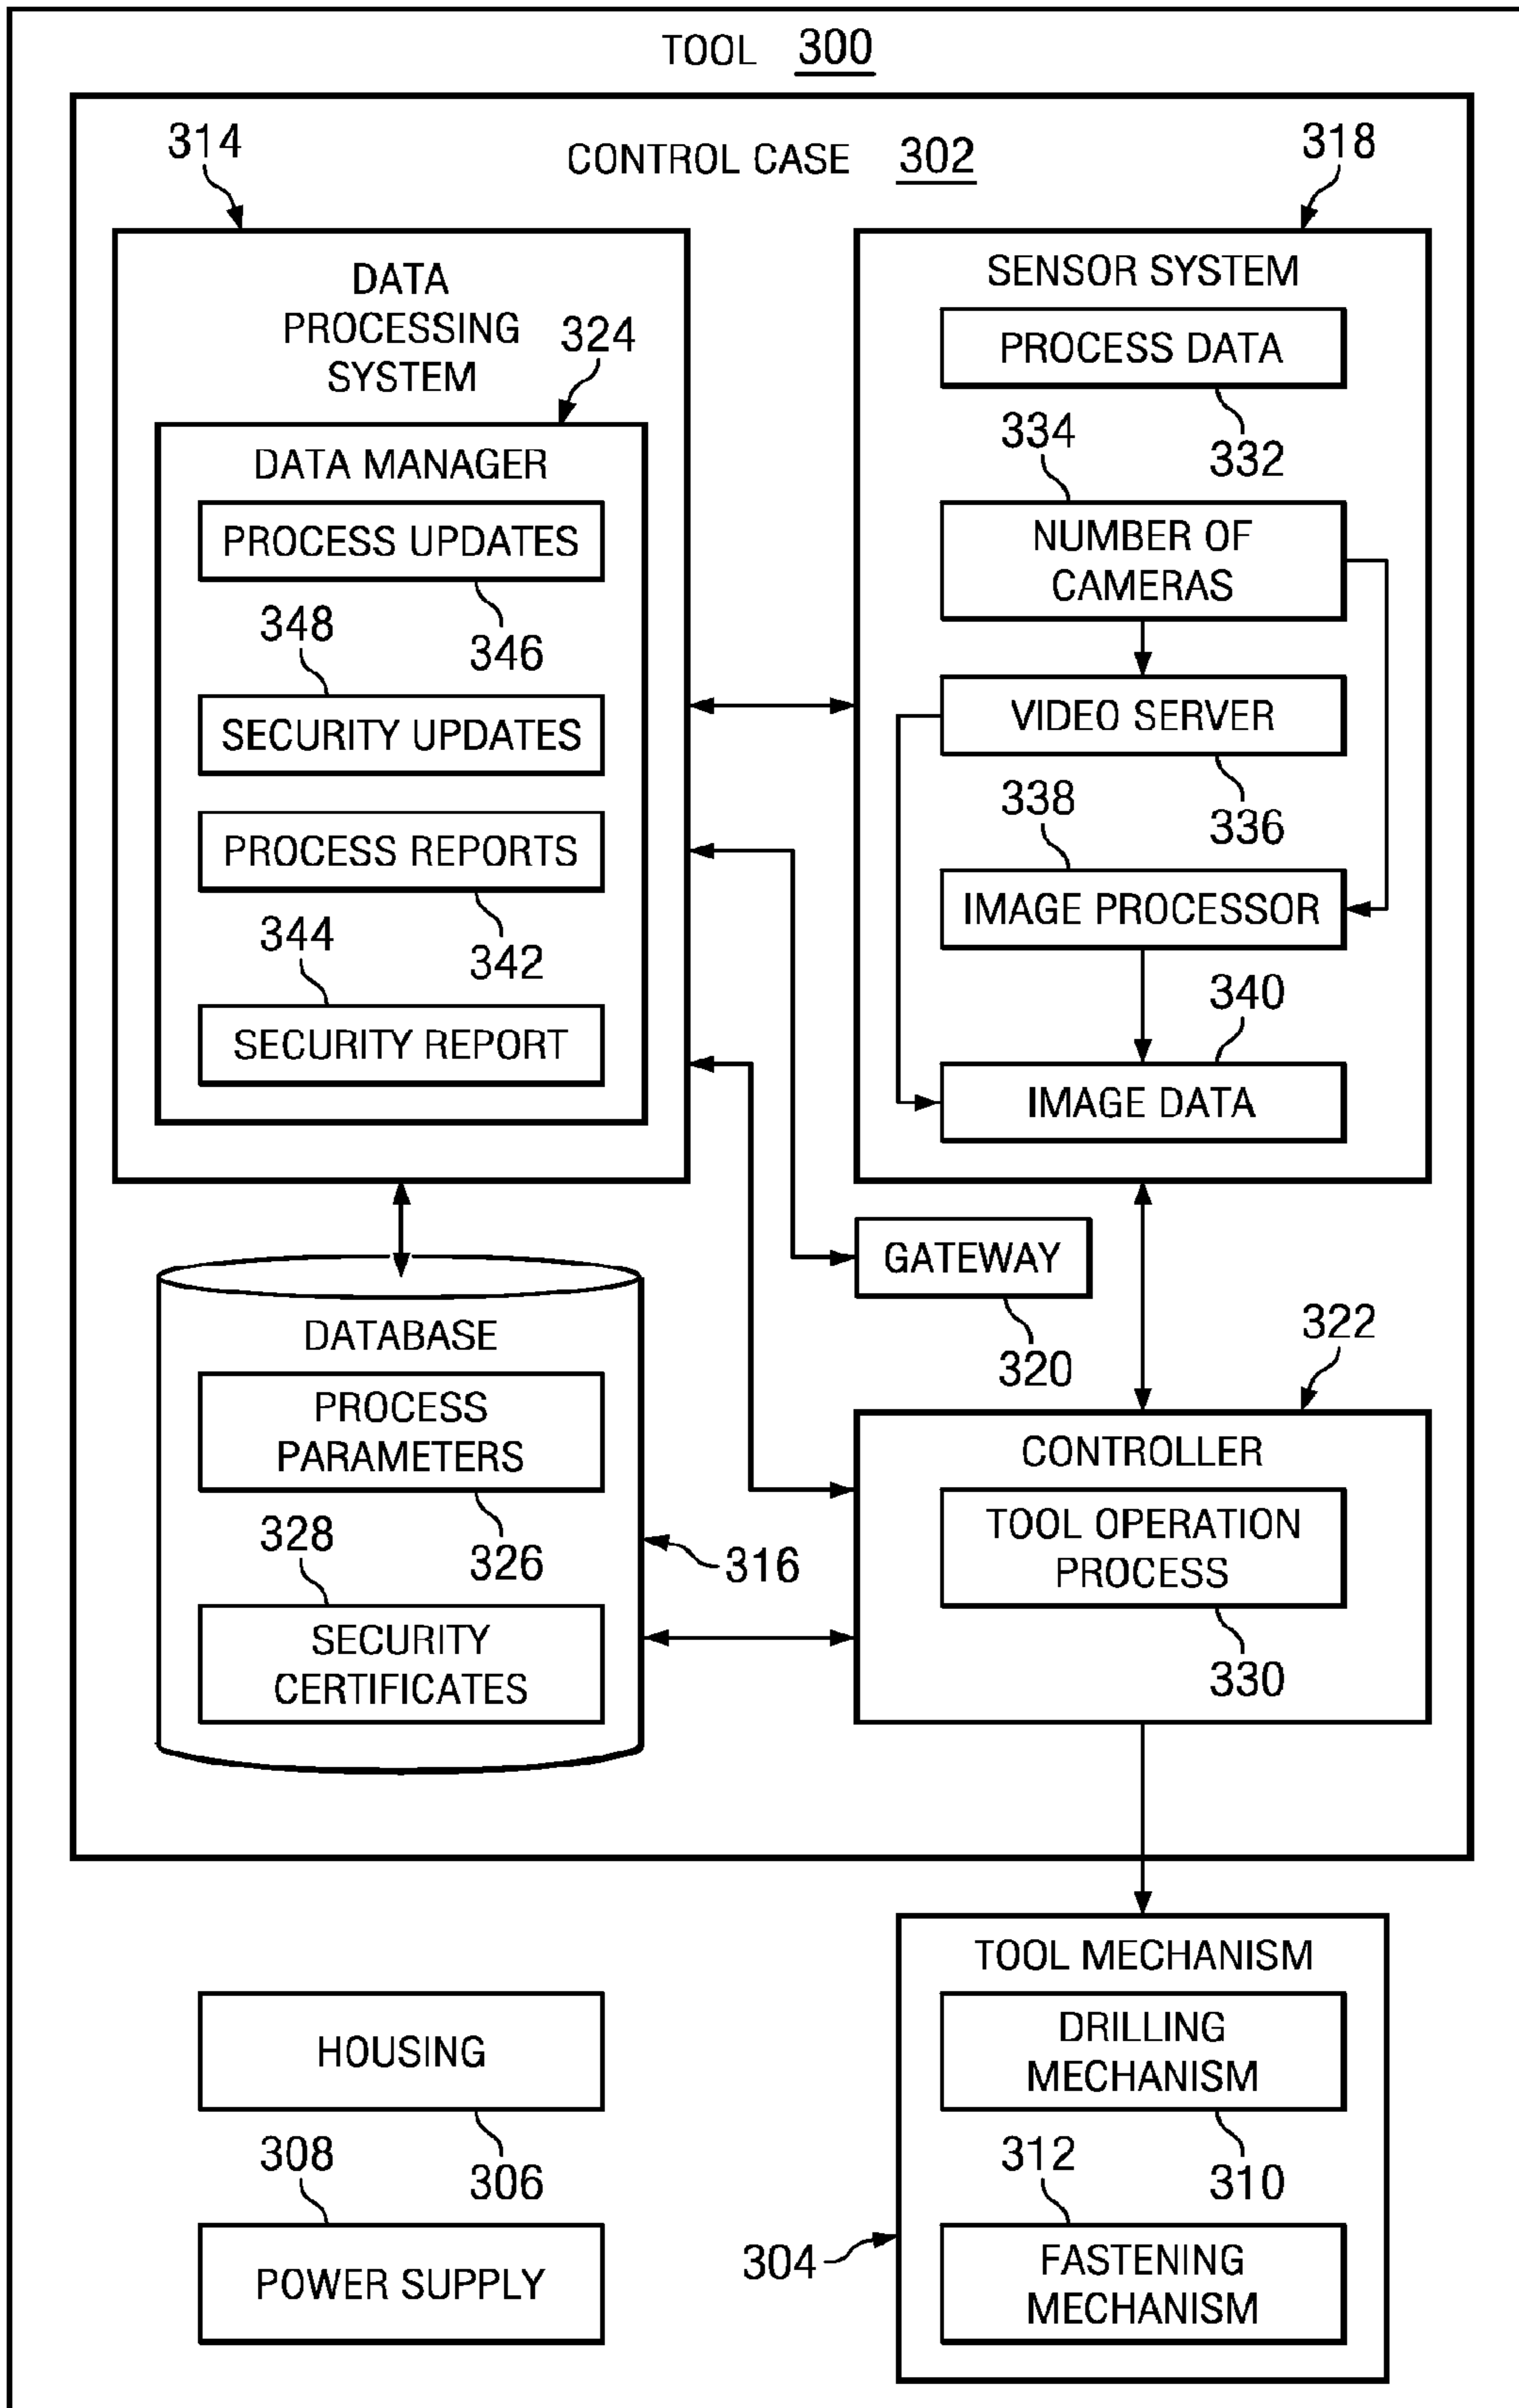 TOOL 300
CONTROL CASE 302
314
DATA
PROCESSING
SYSTEM
324
DATA MANAGER
PROCESS UPDATES
346
348
SECURITY UPDATES
PROCESS REPORTS
342
344
SECURITY REPORT
318
SENSOR SYSTEM
PROCESS DATA
332
334
NUMBER OF
CAMERAS
VIDEO SERVER
336
338
IMAGE PROCESSOR
340
IMAGE DATA
GATEWAY
320
DATABASE
PROCESS
PARAMETERS
326
328
SECURITY
CERTIFICATES
316
322
CONTROLLER
TOOL OPERATION
PROCESS
330
HOUSING
306
308
POWER SUPPLY
TOOL MECHANISM
DRILLING
MECHANISM
310
312
304
FASTENING
MECHANISM